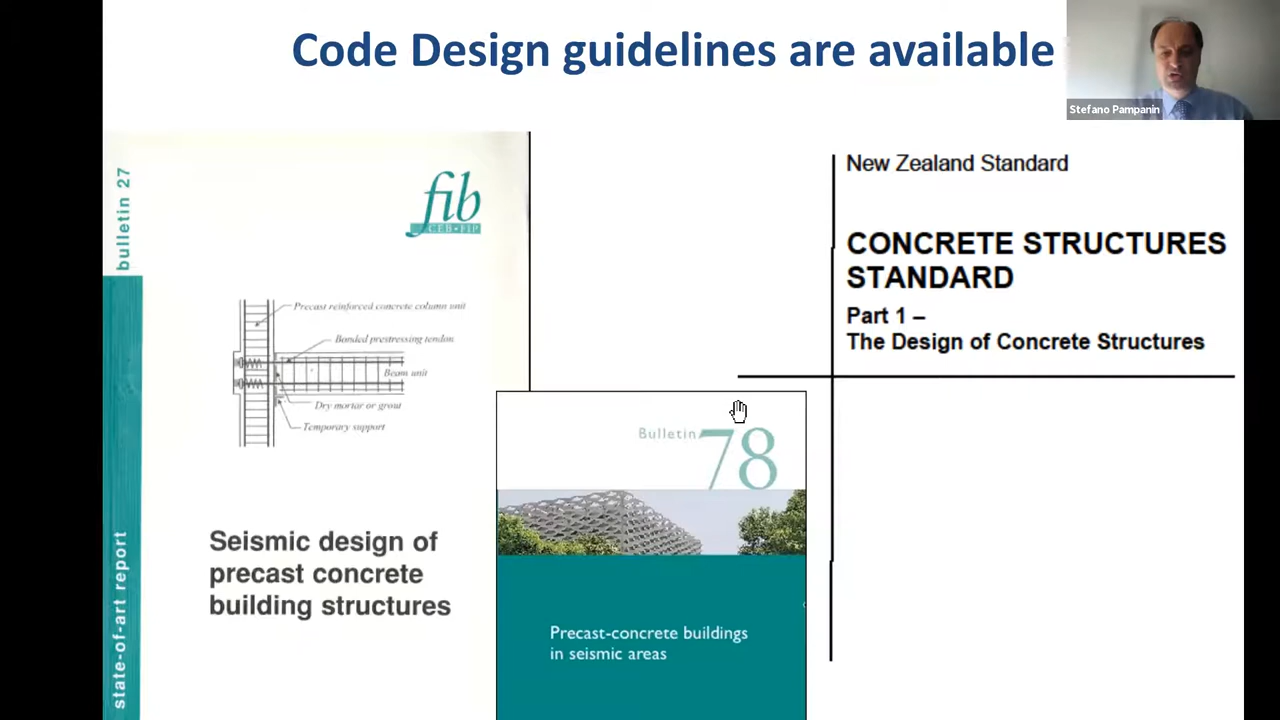 Code Design guidelines are available
Stefano Pampanin
bulletin 27
fib
CEB•FIP
Precast reinforced concrete column unit
Bonded prestressing tendon
Beam unit
Dry mortar or grout
Temporary support
Seismic design of
precast concrete
building structures
state-of-art report
Bulletin 78
Precast-concrete buildings
in seismic areas
New Zealand Standard
CONCRETE STRUCTURES
STANDARD
Part 1 –
The Design of Concrete Structures